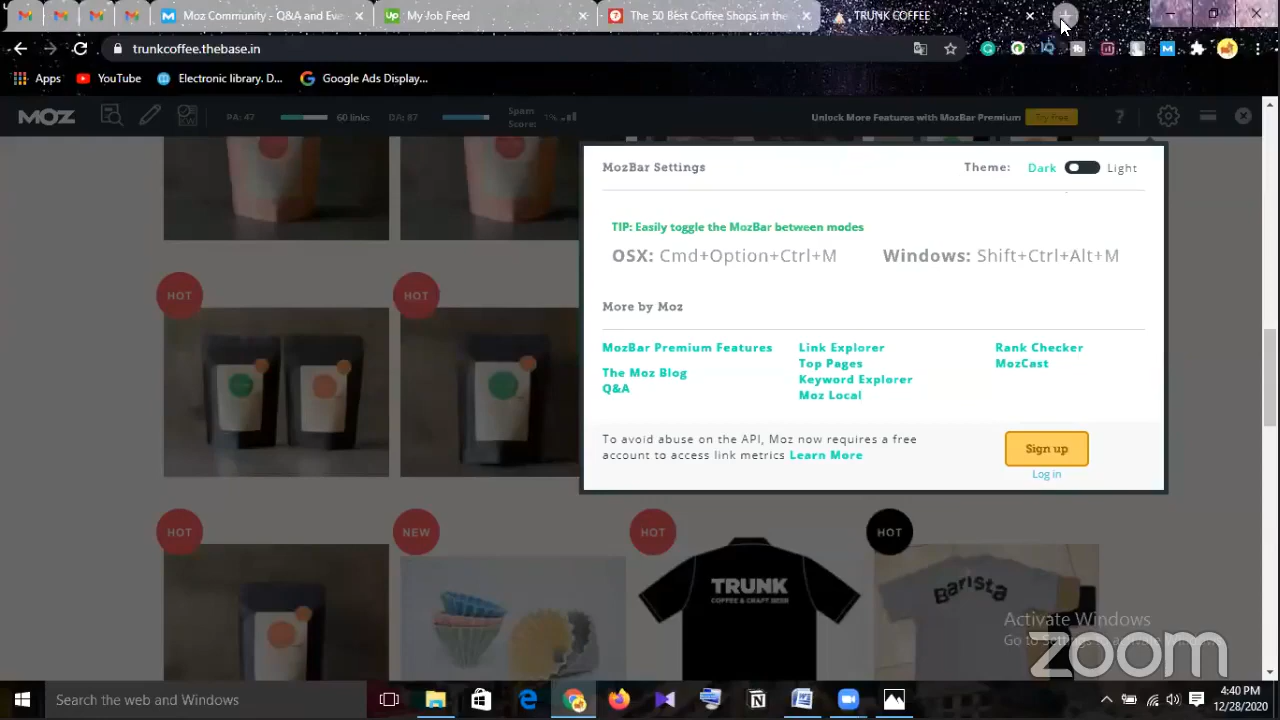 Moz Community - Q&A and Eve
My Job Feed
The 50 Best Coffee Shops in the
TRUNK COFFEE
trunkcoffee.thebase.in
Apps
YouTube
Electronic library. D...
Google Ads Display...
MOZ
PA: 47
60 links
DA: 87
Spam
Score:
1%
Unlock More Features with MozBar Premium
Try free
?
MozBar Settings
Theme:
Dark
Light
TIP: Easily toggle the MozBar between modes
OSX: Cmd+Option+Ctrl+M
Windows: Shift+Ctrl+Alt+M
More by Moz
MozBar Premium Features
Link Explorer
Rank Checker
Top Pages
MozCast
The Moz Blog
Keyword Explorer
Q&A
Moz Local
To avoid abuse on the API, Moz now requires a free
account to access link metrics Learn More
Sign up
Log in
HOT
HOT
HOT
NEW
HOT
HOT
TRUNK
COFFEE & CRAFT BEER
Barista
Activate Windows
zoom
Search the web and Windows
4:40 PM
12/28/2020